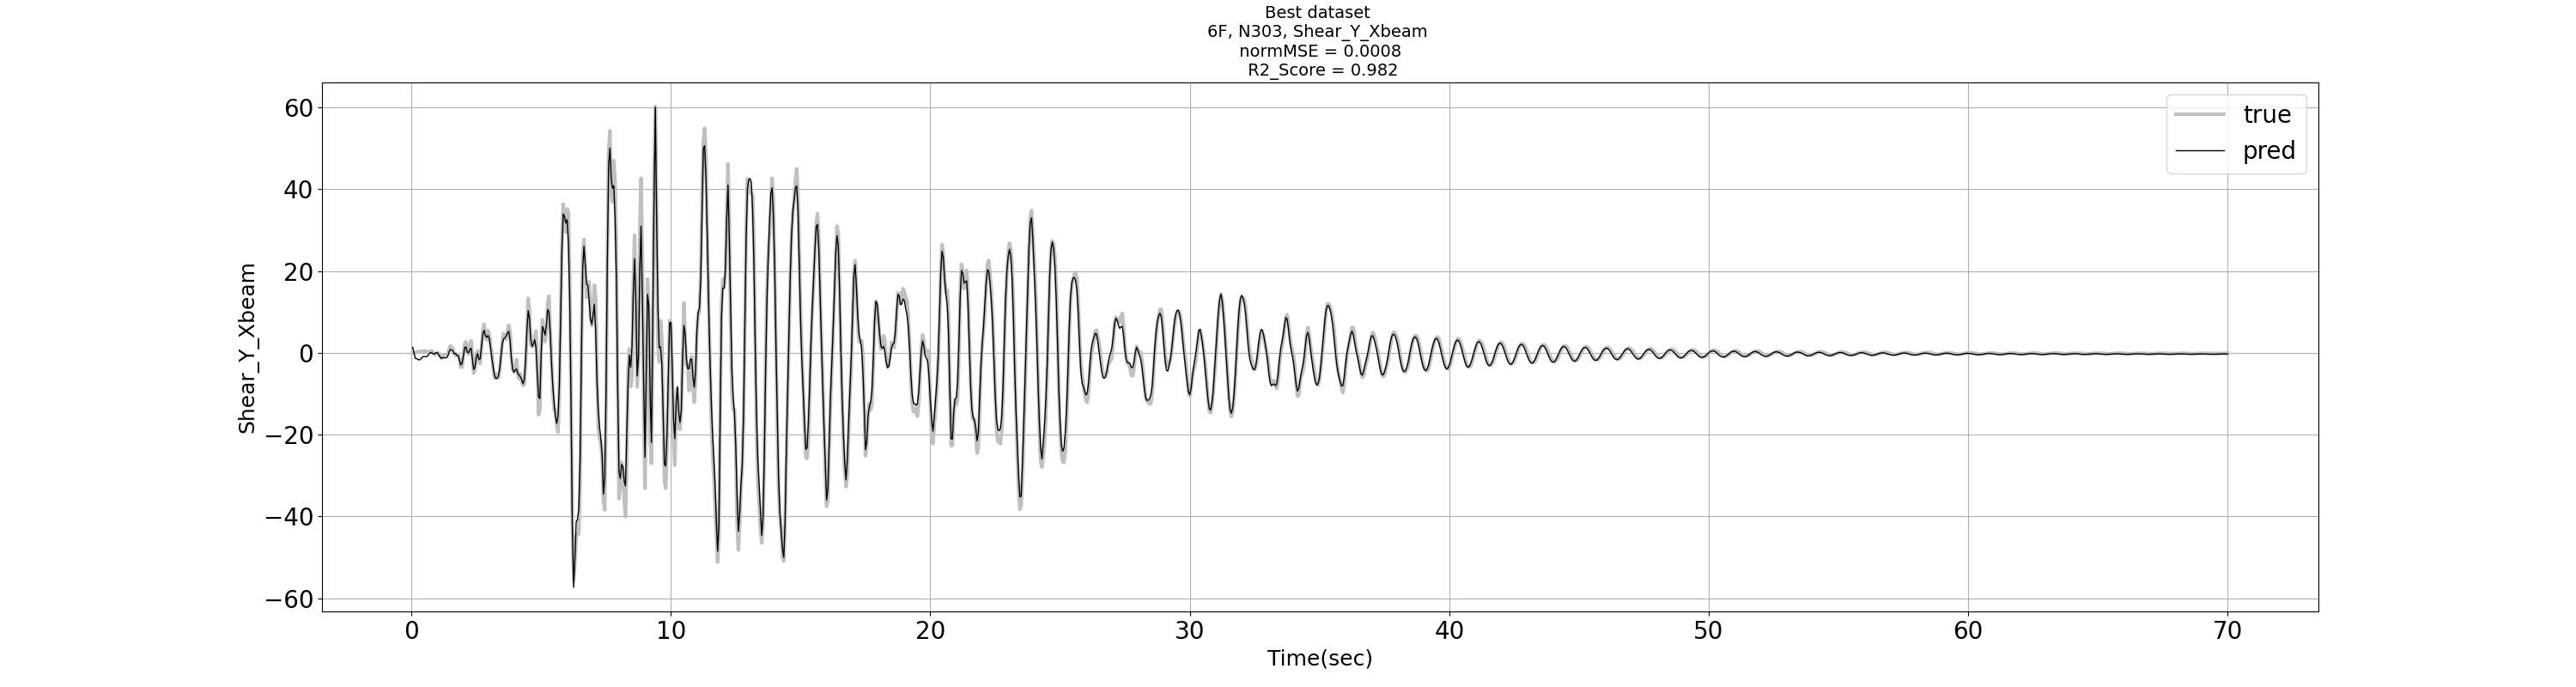 Best dataset
6F, N303, Shear_Y_Xbeam
normMSE = 0.0008
R2_Score = 0.982
true
pred
Shear_Y_Xbeam
60
40
20
0
−20
−40
−60
0 10 20 30 40 50 60 70
Time(sec)